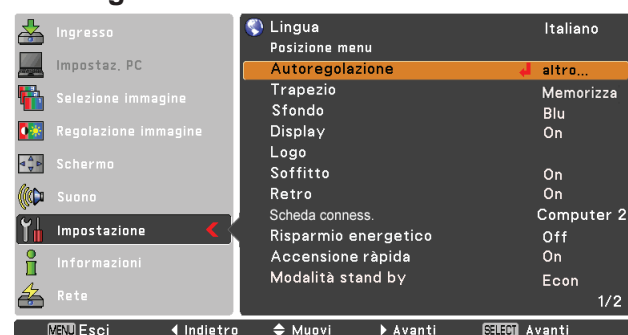 Ingresso
Impostaz. PC
Selezione immagine
Regolazione immagine
Schermo
Suono
Impostazione
Informazioni
Rete
Lingua Italiano
Posizione menu
Autoregolazione altro...
Trapezio Memorizza
Sfondo Blu
Display On
Logo
Soffitto On
Retro On
Scheda conness. Computer 2
Risparmio energetico Off
Accensione ràpida On
Modalità stand by Econ
1/2
MENU Esci Indietro Muovi Avanti SELECT Avanti